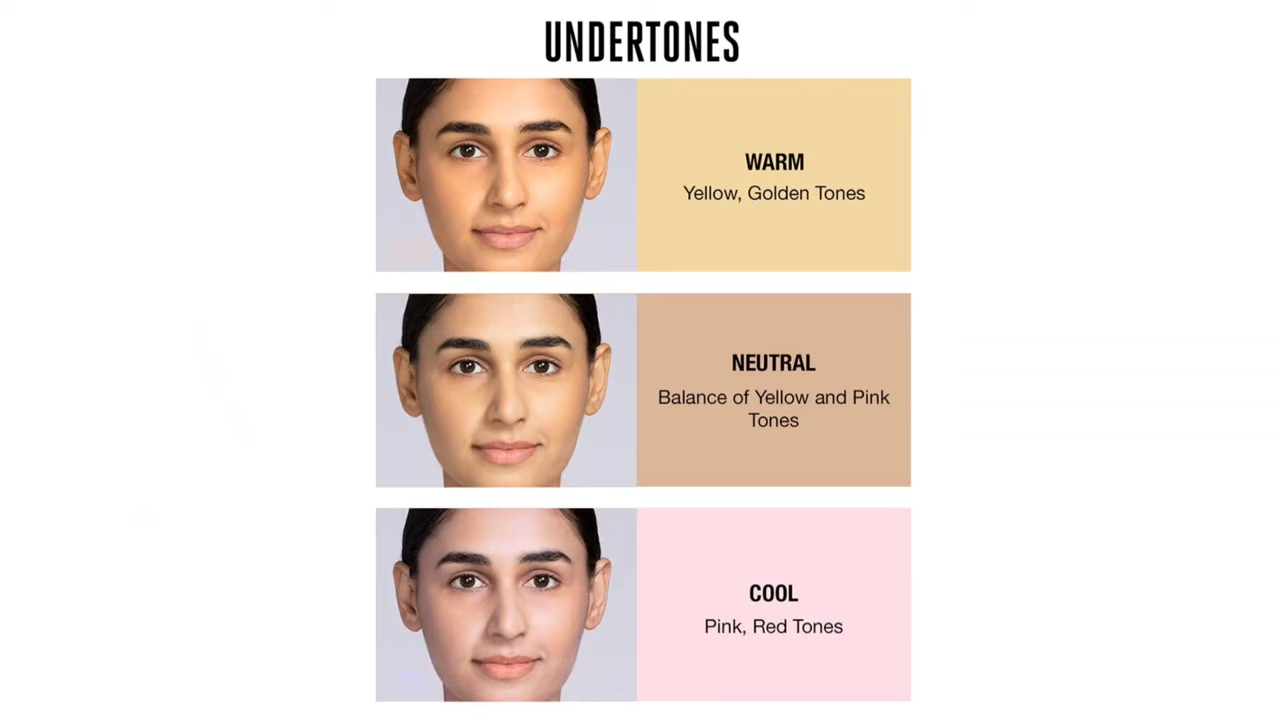 UNDERTONES
WARM
Yellow, Golden Tones
NEUTRAL
Balance of Yellow and Pink
Tones
COOL
Pink, Red Tones